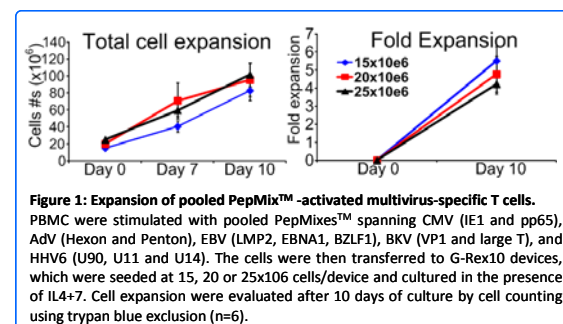 Total cell expansion
Cells #s (x10⁶)
140
120
100
80
60
40
20
0
Day 0 Day 7 Day 10
Fold Expansion
Fold expansion
7
6
5
4
3
2
1
0
15x10e6
20x10e6
25x10e6
Day 0 Day 10
Figure 1: Expansion of pooled PepMix™ -activated multivirus-specific T cells.
PBMC were stimulated with pooled PepMixes™ spanning CMV (IE1 and pp65),
AdV (Hexon and Penton), EBV (LMP2, EBNA1, BZLF1), BKV (VP1 and large T), and
HHV6 (U90, U11 and U14). The cells were then transferred to G-Rex10 devices,
which were seeded at 15, 20 or 25x106 cells/device and cultured in the presence
of IL4+7. Cell expansion were evaluated after 10 days of culture by cell counting
using trypan blue exclusion (n=6).